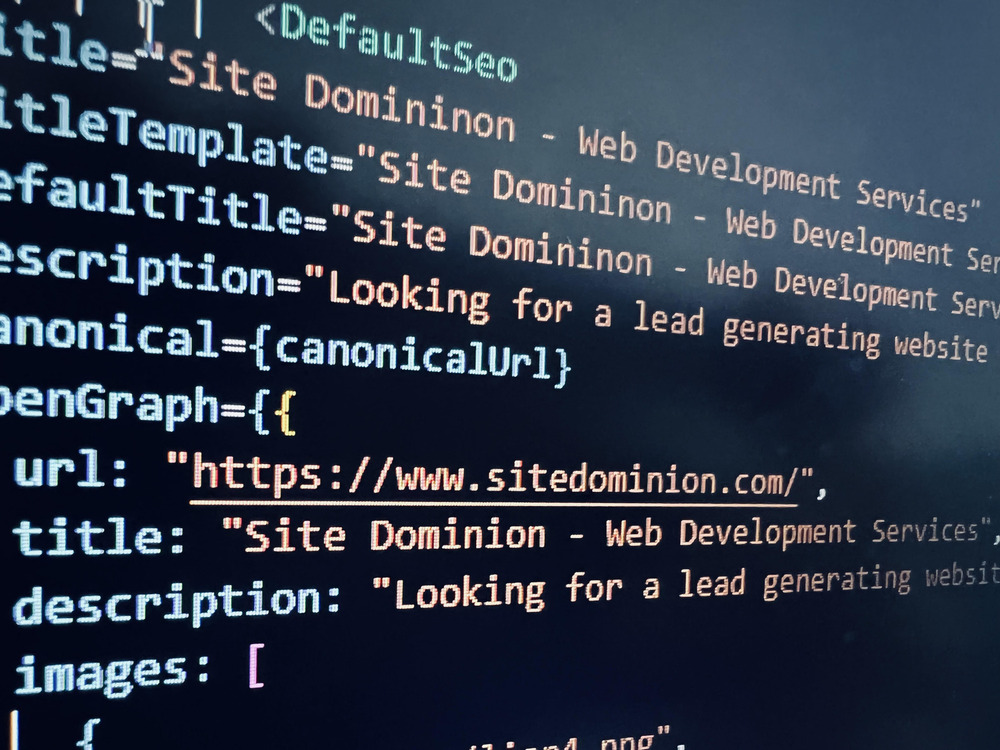 <DefaultSeo
itle="Site Domininon - Web Development Services"
itleTemplate="Site Domininon - Web Development Ser
efaultTitle="Site Domininon - Web Development Serv
escription="Looking for a lead generating website
anonical={canonicalUrl}
penGraph={{
url: "https://www.sitedominion.com/",
title: "Site Dominion - Web Development Services",
description: "Looking for a lead generating websit
images: [
{
png",